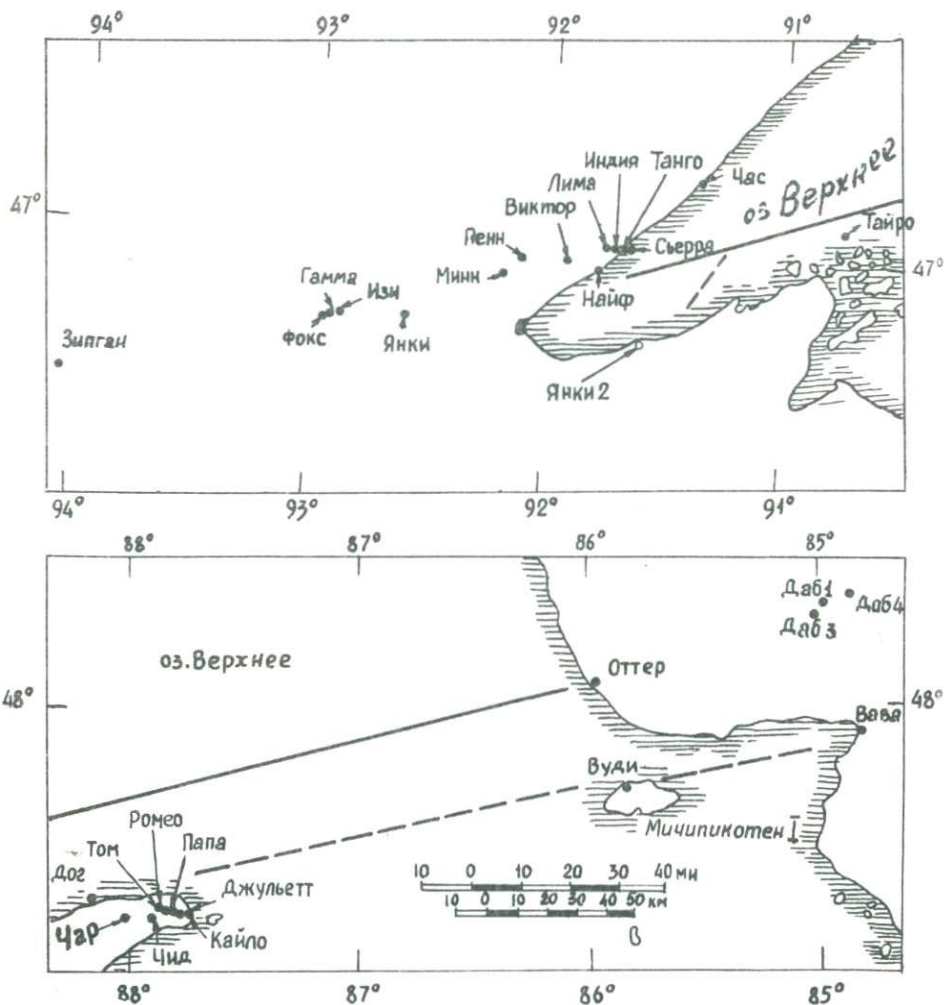 94° 93° 92° 91°
Индия Танго
Лима
Час
оз Верхнее
47°
Виктор
Тайро
Пенн
Сьерра
47°
Минн
Гамма
Изи
Найф
Фокс
Янки
Зипган
Янки 2
94° 93° 92° 91°
88° 87° 86° 85°
Даб1
Даб4
Даб3
оз. Верхнее
Оттер
48° 48°
Вава
Вуди
Ромео
Мичипикотен I
Том Папа
Дог
Джульетт
10 0 10 20 30 40 ми
10 0 10 20 30 40 50 км
Чар
Кайло
В
Чид
88° 87° 86° 85°